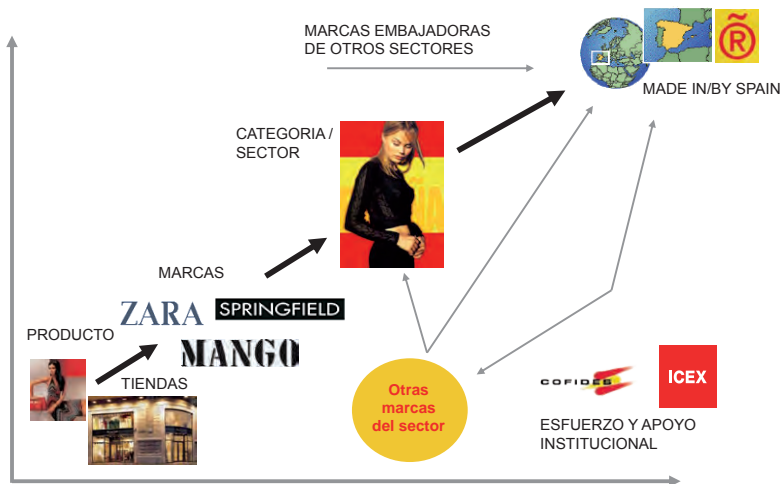 MARCAS EMBAJADORAS
DE OTROS SECTORES
Ñ
R
MADE IN/BY SPAIN
CATEGORIA /
SECTOR
MARCAS
ZARA
SPRINGFIELD
MANGO
PRODUCTO
TIENDAS
Otras
marcas
del sector
COFIDES
ICEX
ESFUERZO Y APOYO
INSTITUCIONAL